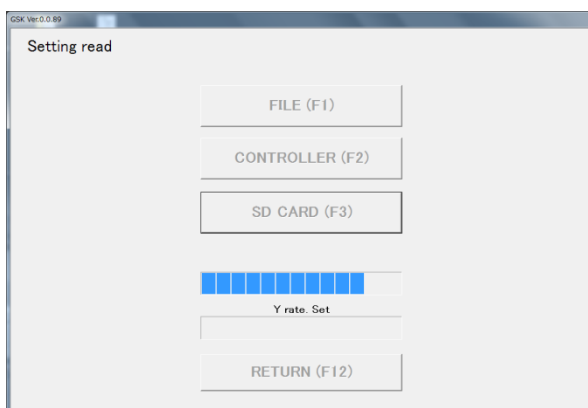 GSK Ver.0.0.89
Setting read
FILE (F1)
CONTROLLER (F2)
SD CARD (F3)
Y rate. Set
RETURN (F12)